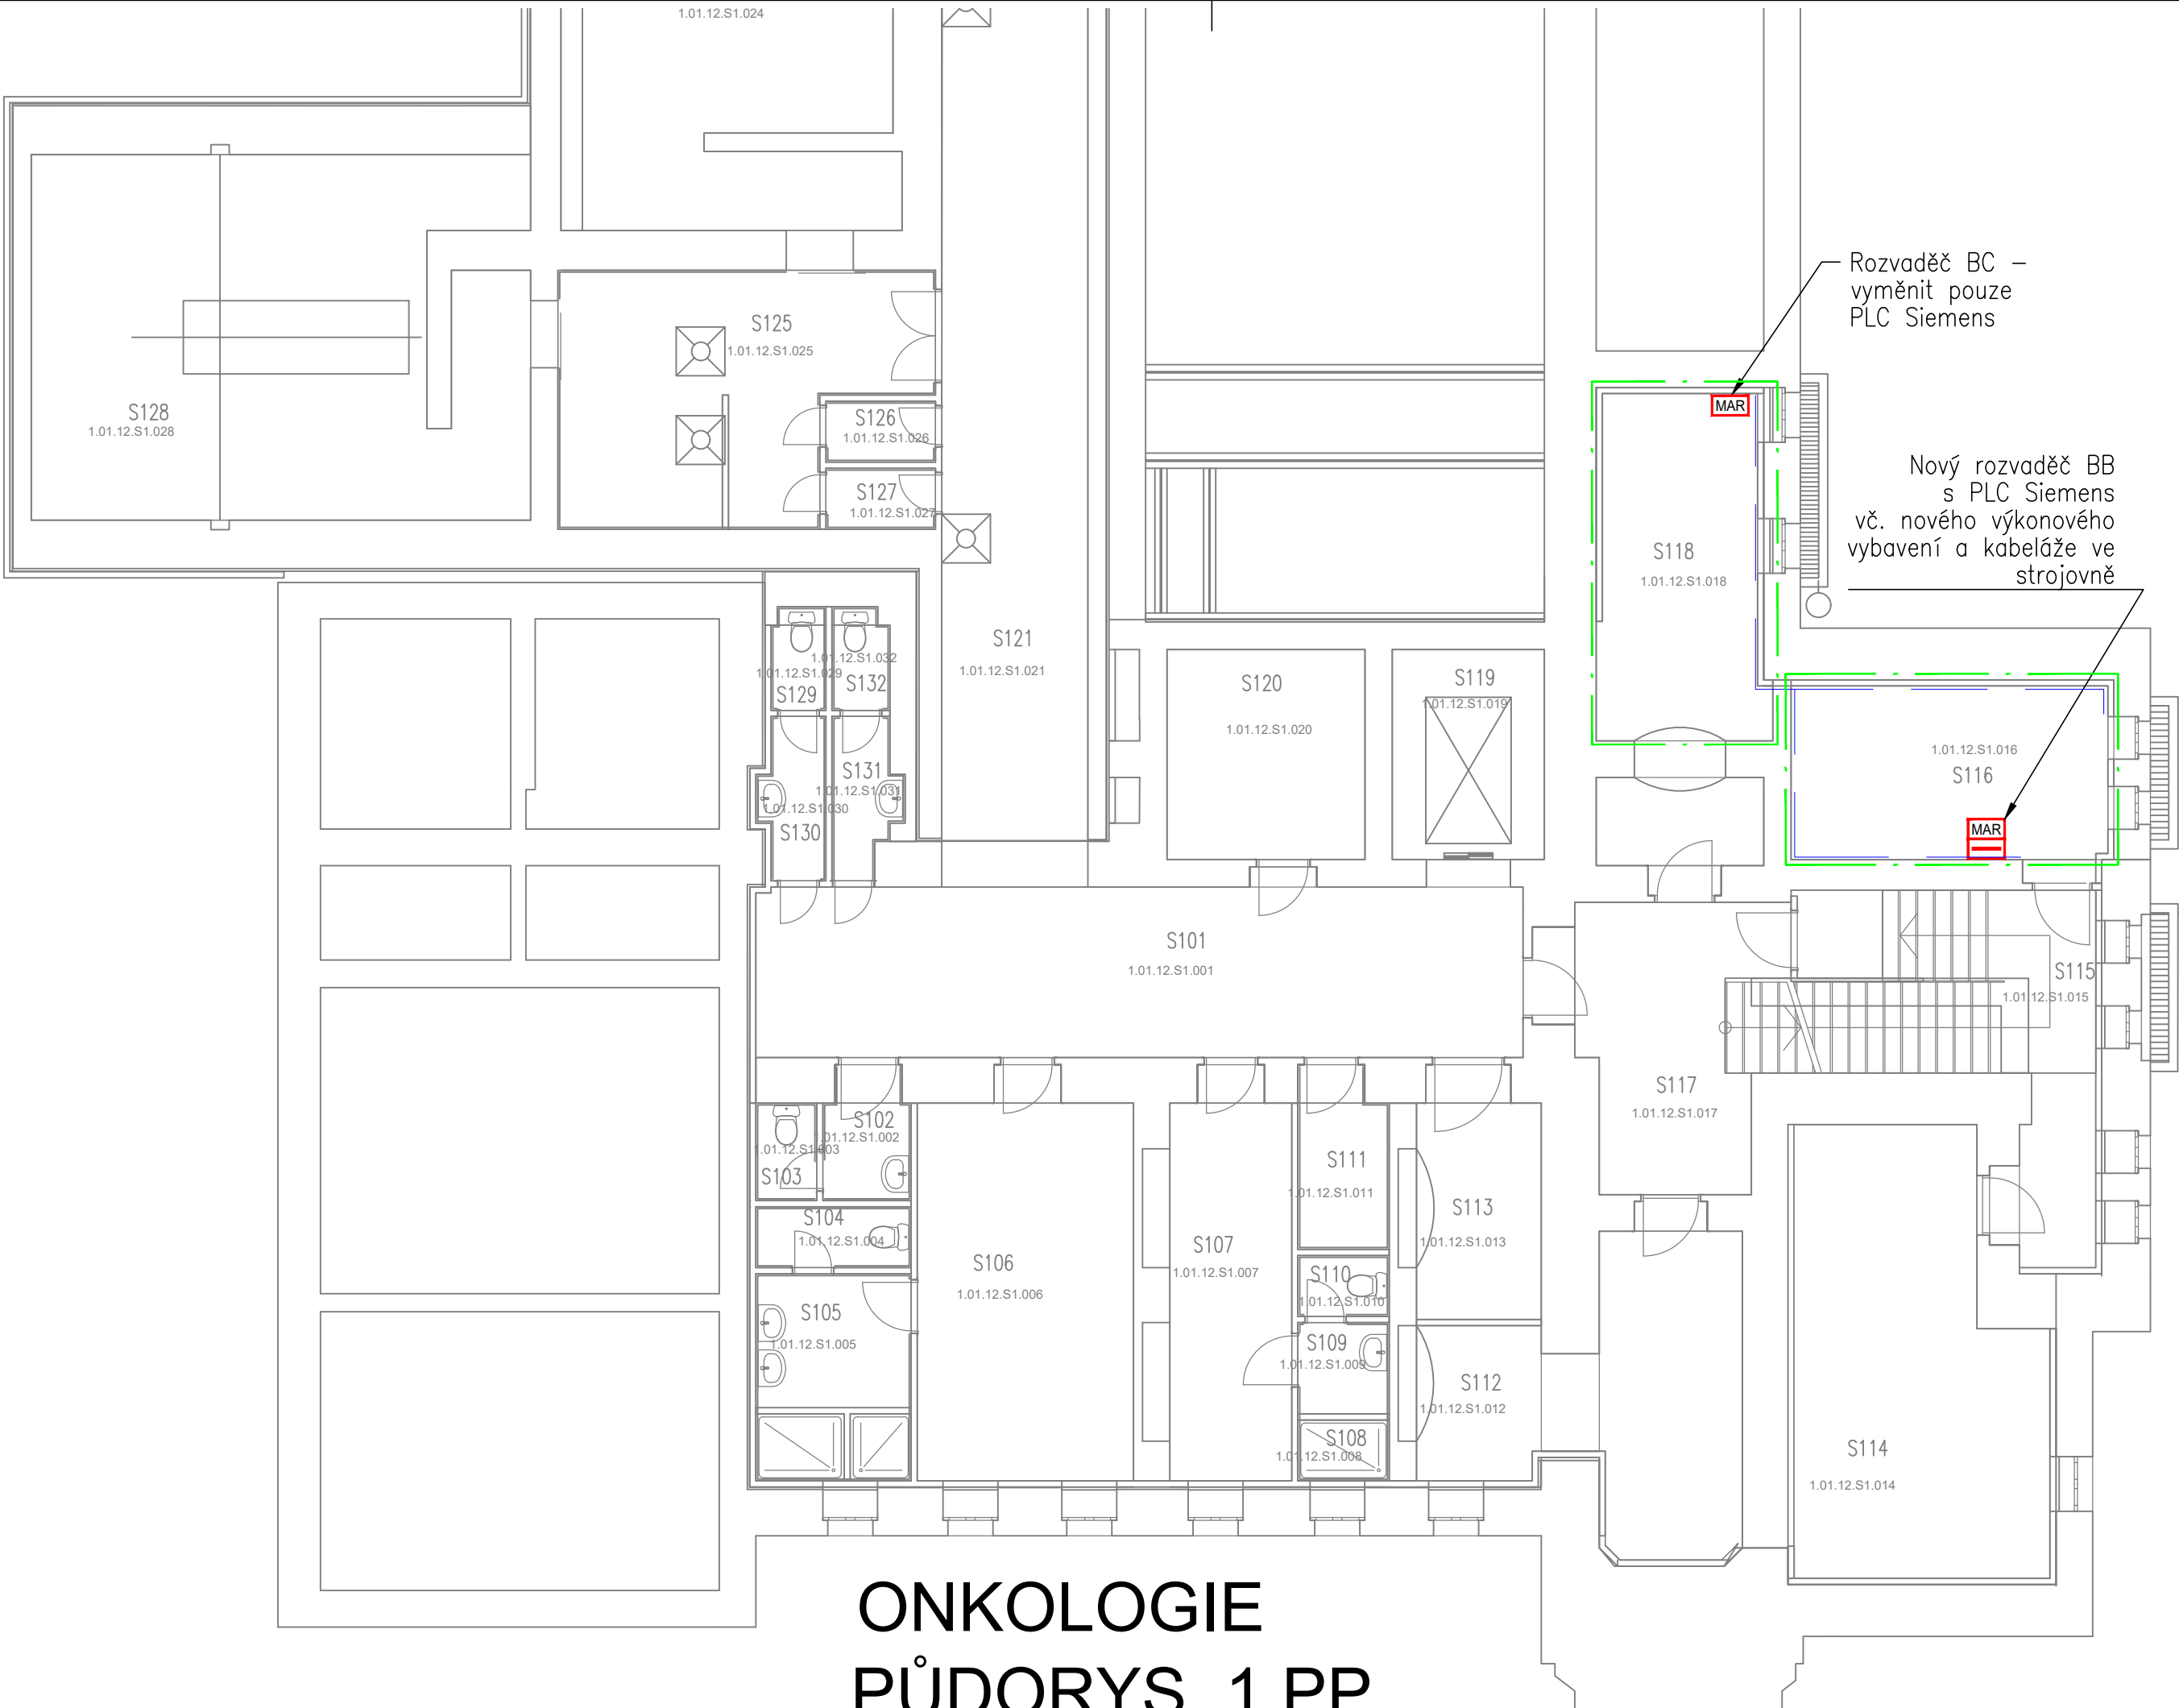 1.01.12.S1.024
Rozvaděč BC –
vyměnit pouze
PLC Siemens
S125
1.01.12.S1.025
MAR
S128
1.01.12.S1.028
S126
1.01.12.S1.026
Nový rozvaděč BB
s PLC Siemens
vč. nového výkonového
vybavení a kabeláže ve
strojovně
S127
1.01.12.S1.027
S118
1.01.12.S1.018
S121
1.01.12.S1.021
1.01.12.S1.032
1.01.12.S1.029
S132
S129
S120
1.01.12.S1.020
S119
1.01.12.S1.019
1.01.12.S1.016
S116
S131
1.01.12.S1.031
1.01.12.S1.030
S130
MAR
S101
1.01.12.S1.001
S115
1.01.12.S1.015
S117
1.01.12.S1.017
S102
1.01.12.S1.002
1.01.12.S1.003
S103
S111
1.01.12.S1.011
S113
1.01.12.S1.013
S104
1.01.12.S1.004
S107
1.01.12.S1.007
S106
1.01.12.S1.006
S110
1.01.12.S1.010
S105
1.01.12.S1.005
S109
1.01.12.S1.009
S112
1.01.12.S1.012
S108
1.01.12.S1.008
S114
1.01.12.S1.014
ONKOLOGIE
PŮDORYS 1.PP